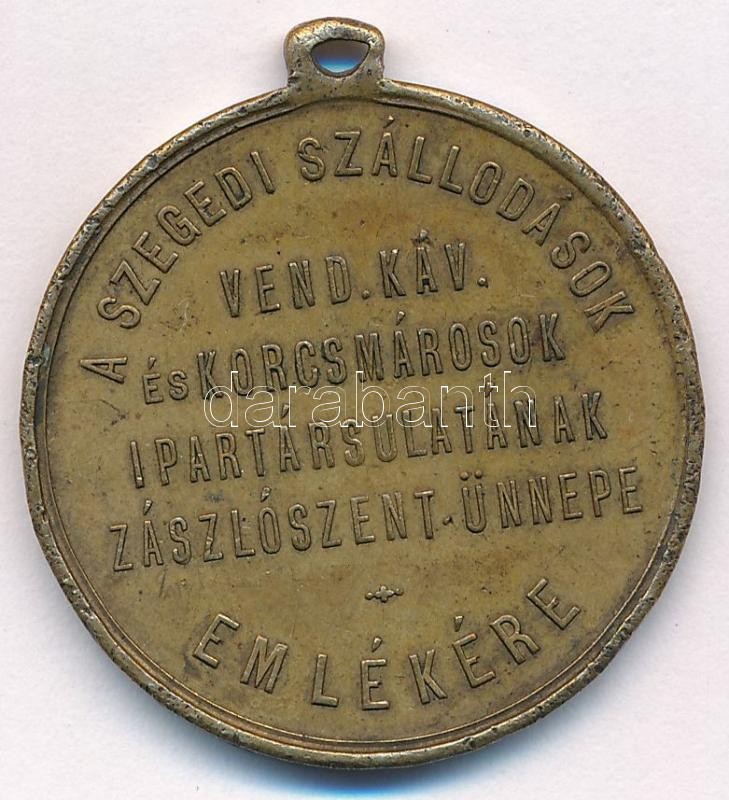 A SZEGEDI SZÁLLODÁSOK
VEND. KÁV.
ÉS KORCSMÁROSOK
IPARTÁRSULATÁNAK
ZÁSZLÓSZENT. ÜNNEPE
EMLÉKÉRE
darabanth